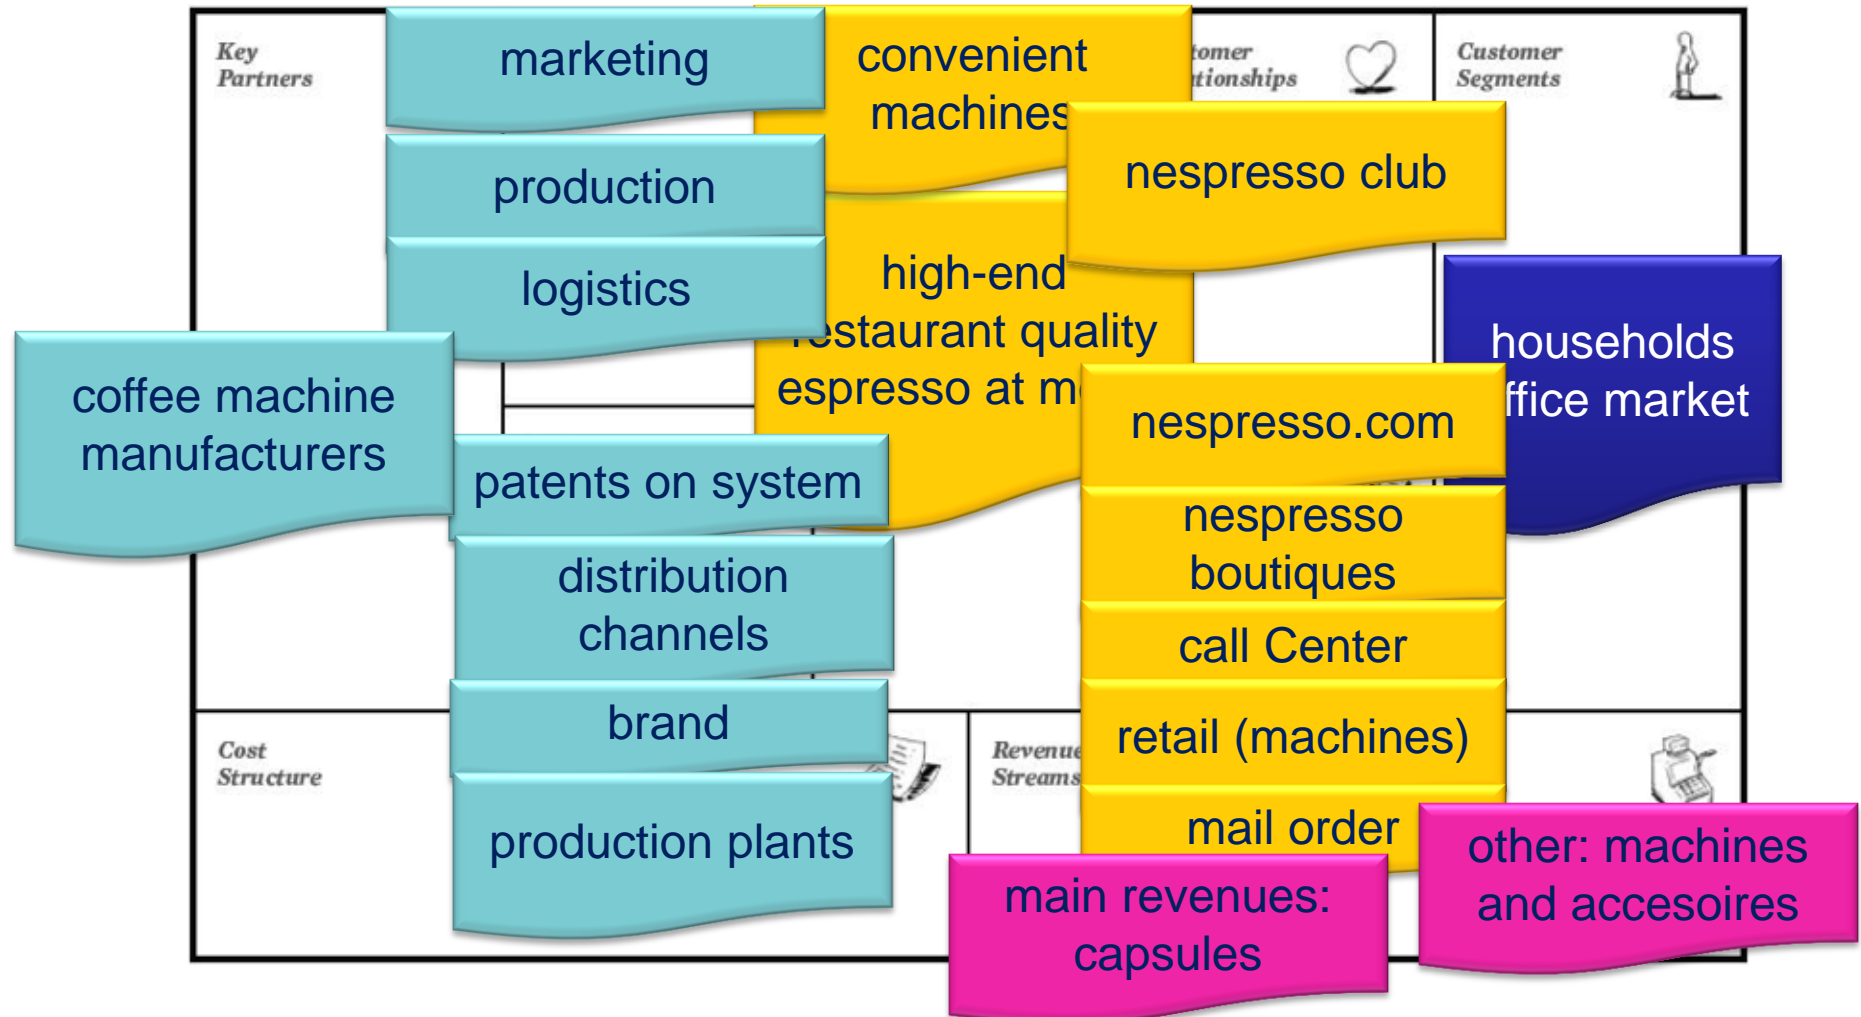 Key
Partners
marketing
convenient
machines
tomer
tionships
Customer
Segments
production
nespresso club
logistics
high-end
restaurant quality
espresso at
households
office market
coffee machine
manufacturers
nespresso.com
patents on system
nespresso
boutiques
distribution
channels
call Center
brand
retail (machines)
Cost
Structure
Revenue
Streams
production plants
mail order
other: machines
and accesoires
main revenues:
capsules